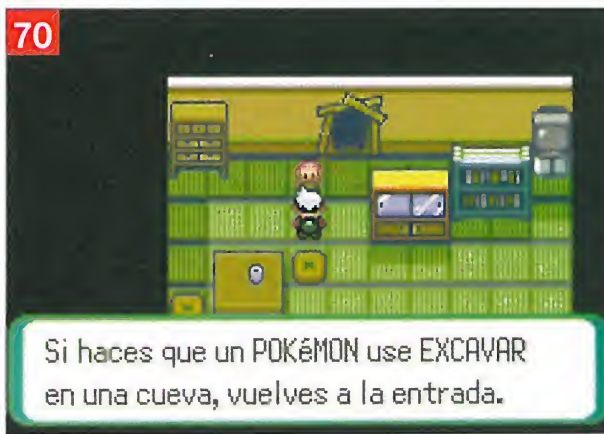 70
Si haces que un POKéMON use EXCAVAR
en una cueva, vuelves a la entrada.